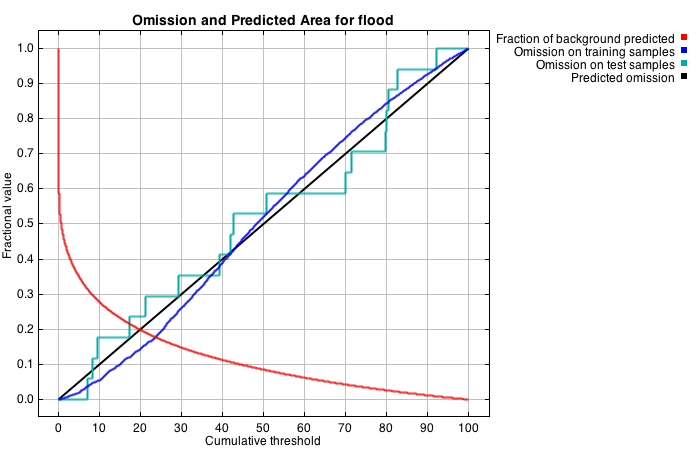 Omission and Predicted Area for flood
Fraction of background predicted
Omission on training samples
Omission on test samples
Predicted omission
Fractional value
1.0
0.9
0.8
0.7
0.6
0.5
0.4
0.3
0.2
0.1
0.0
0 10 20 30 40 50 60 70 80 90 100
Cumulative threshold